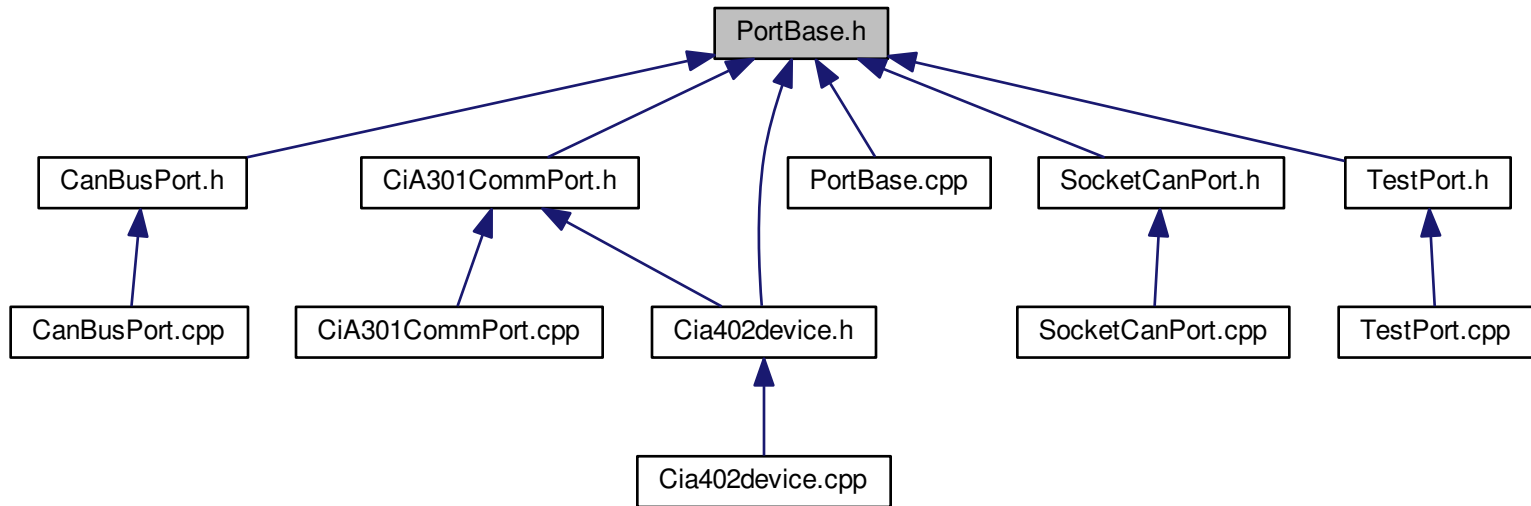 PortBase.h
CanBusPort.h
CiA301CommPort.h
PortBase.cpp
SocketCanPort.h
TestPort.h
CanBusPort.cpp
CiA301CommPort.cpp
Cia402device.h
SocketCanPort.cpp
TestPort.cpp
Cia402device.cpp